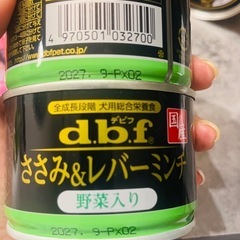 www.dbfpet.co.jp/
4 970501 032700
2027. 9-PX02
全成長段階 犬用総合栄養食
デビフ
d.b.f.
国産
ささみ&レバーミンチ
野菜入り
2027. 9-PX02